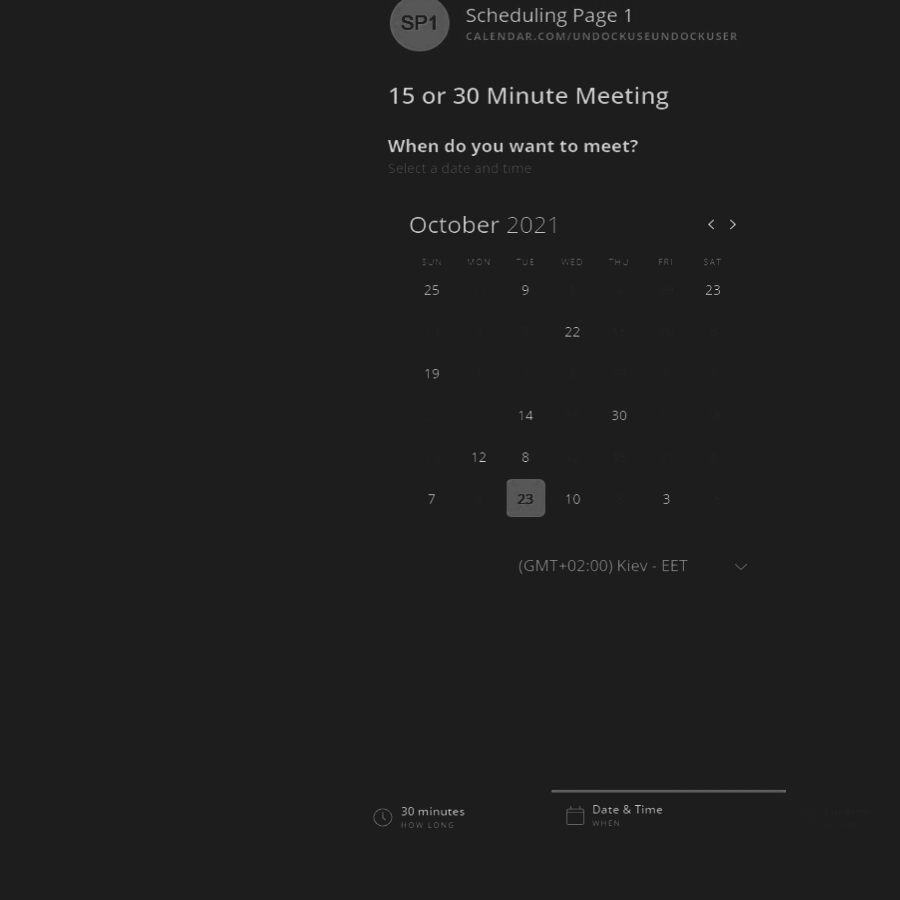 SP1
Scheduling Page 1
CALENDAR.COM/UNDOCKUSEUNDOCKUSER
15 or 30 Minute Meeting
When do you want to meet?
Select a date and time
October 2021
SUN MON TUE WED THU FRI SAT
25 9 23
22
19
14 30
12 8
7 23 10 3
(GMT+02:00) Kiev - EET
30 minutes
HOW LONG
Date & Time
WHEN